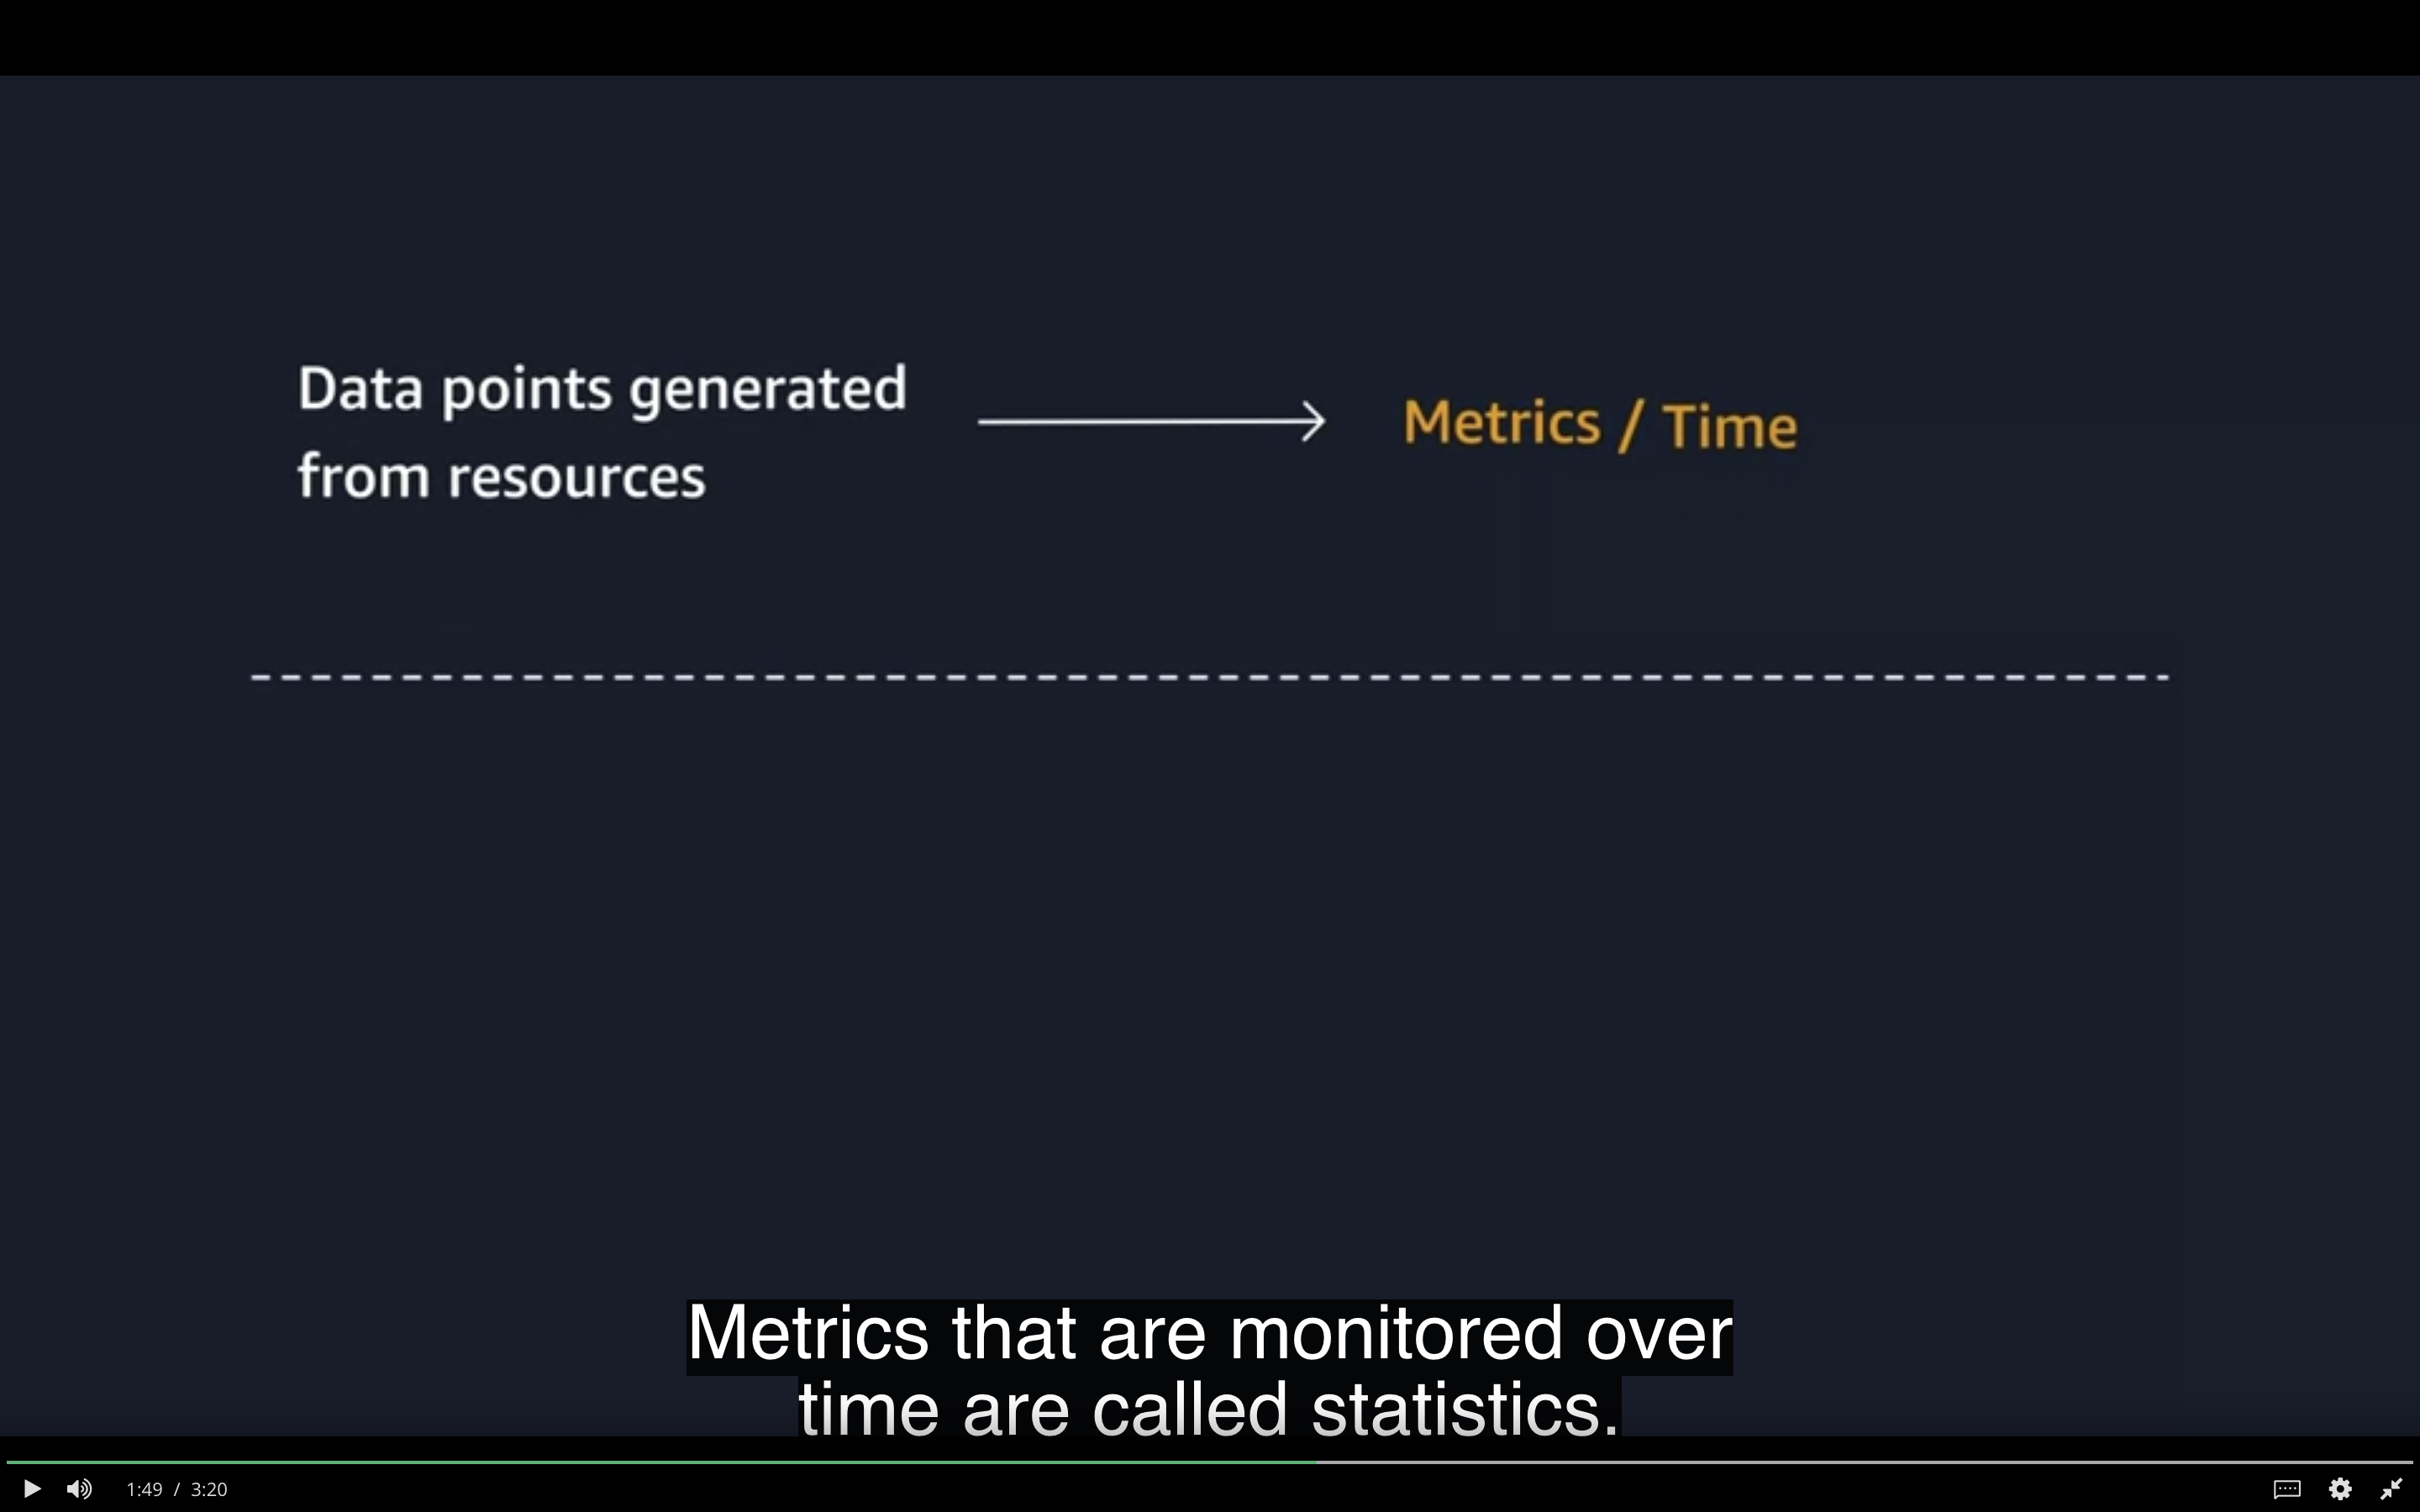 Data points generated
from resources
Metrics / Time
Metrics that are monitored over
time are called statistics.
1:49 / 3:20